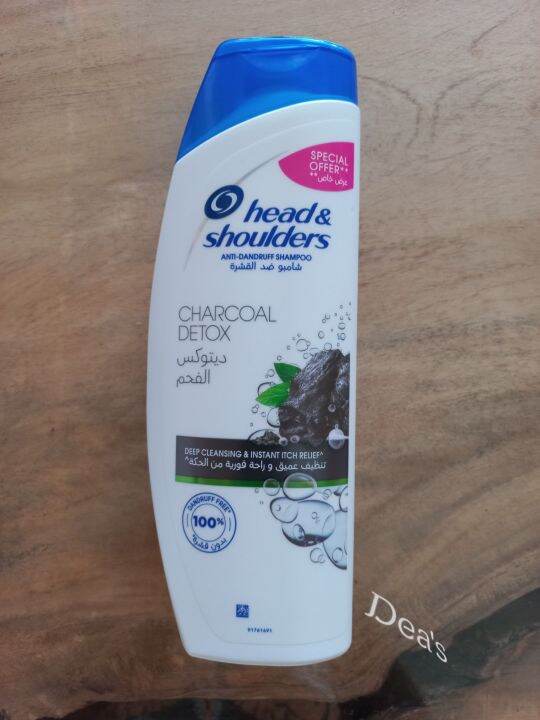 SPECIAL
OFFER**
**عرض خاص
head &
shoulders
ANTI-DANDRUFF SHAMPOO
شامبو ضد القشرة
CHARCOAL
DETOX
ديتوكس
الفحم
DEEP CLEANSING & INSTANT ITCH RELIEF^
تنظيف عميق و راحة فورية من الحكة^
DANDRUFF FREE*
100%
بدون قشرة*
91761691
Dea's